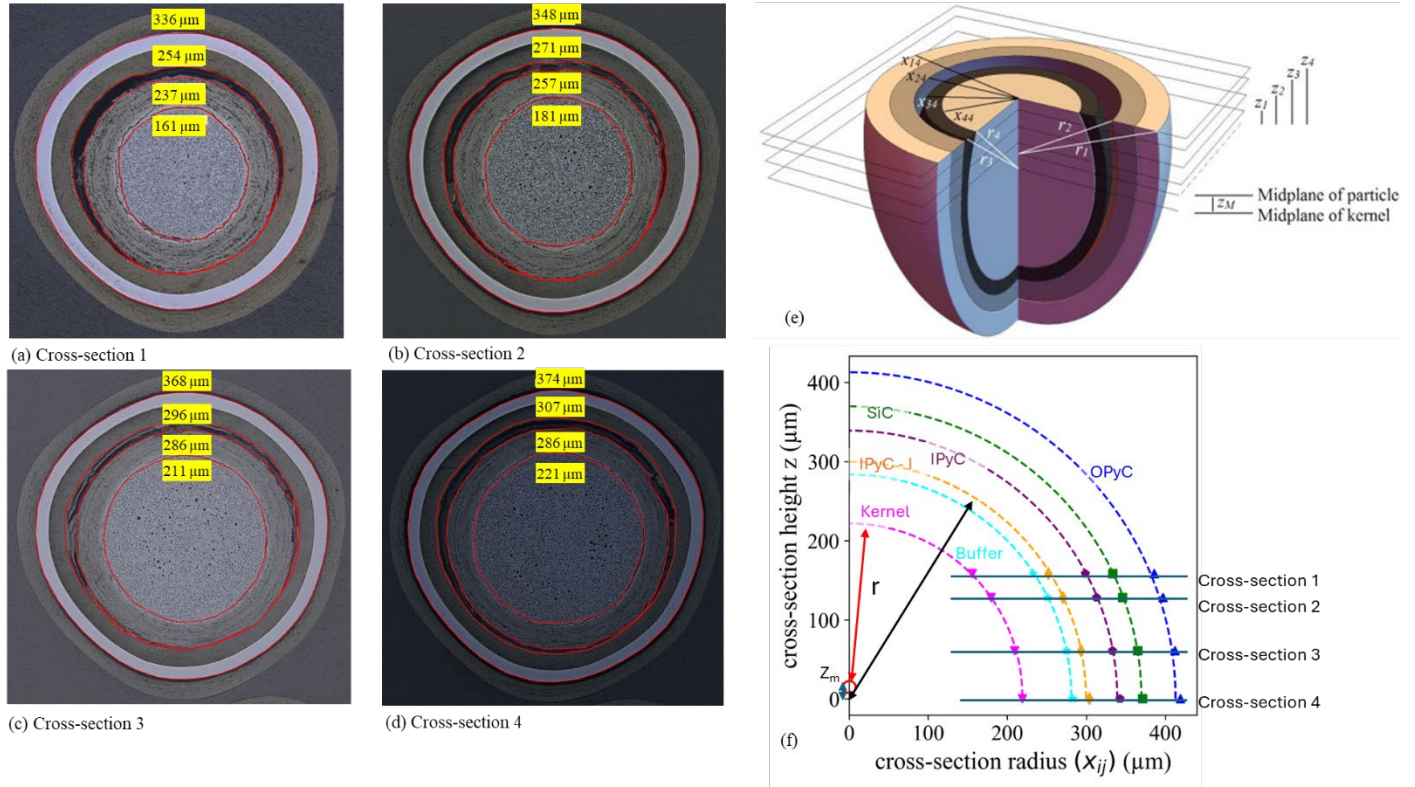 336 µm
254 µm
237 µm
161 µm
(a) Cross-section 1
348 µm
271 µm
257 µm
181 µm
(b) Cross-section 2
368 µm
296 µm
286 µm
211 µm
(c) Cross-section 3
374 µm
307 µm
286 µm
221 µm
(d) Cross-section 4
x14
x24
x34
x44
r4
r3
r2
r1
z1
z2
z3
z4
Midplane of particle
zM
Midplane of kernel
(e)
cross-section height z (µm)
400
300
200
100
0
SiC
IPyC
IPyC - I
OPyC
Kernel
Buffer
r
Zm
Cross-section 1
Cross-section 2
Cross-section 3
Cross-section 4
0
100
200
300
400
cross-section radius (xij) (µm)
(f)